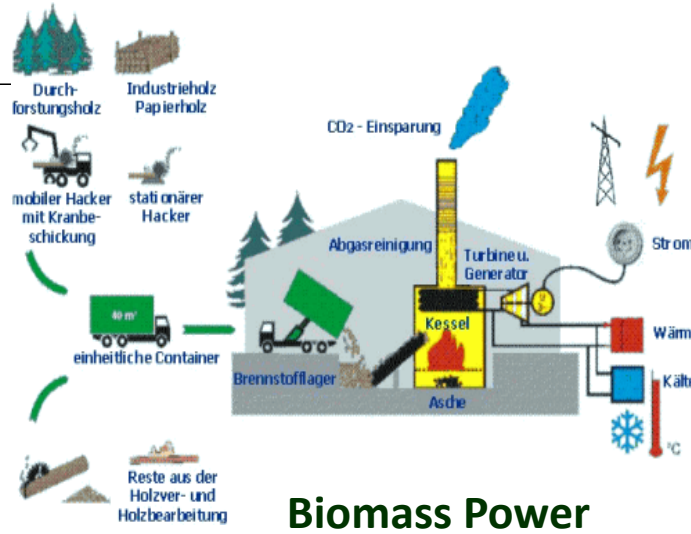 Durch-
forstungsholz
Industrieholz
Papierholz
mobiler Hacker
mit Kranbe-
schickung
stationärer
Hacker
40 m³
einheitliche Container
Reste aus der
Holzver- und
Holzbearbeitung
CO2 - Einsparung
Abgasreinigung
Turbine u.
Generator
Kessel
Brennstofflager
Asche
Strom
Wärm
Kält
°C
Biomass Power